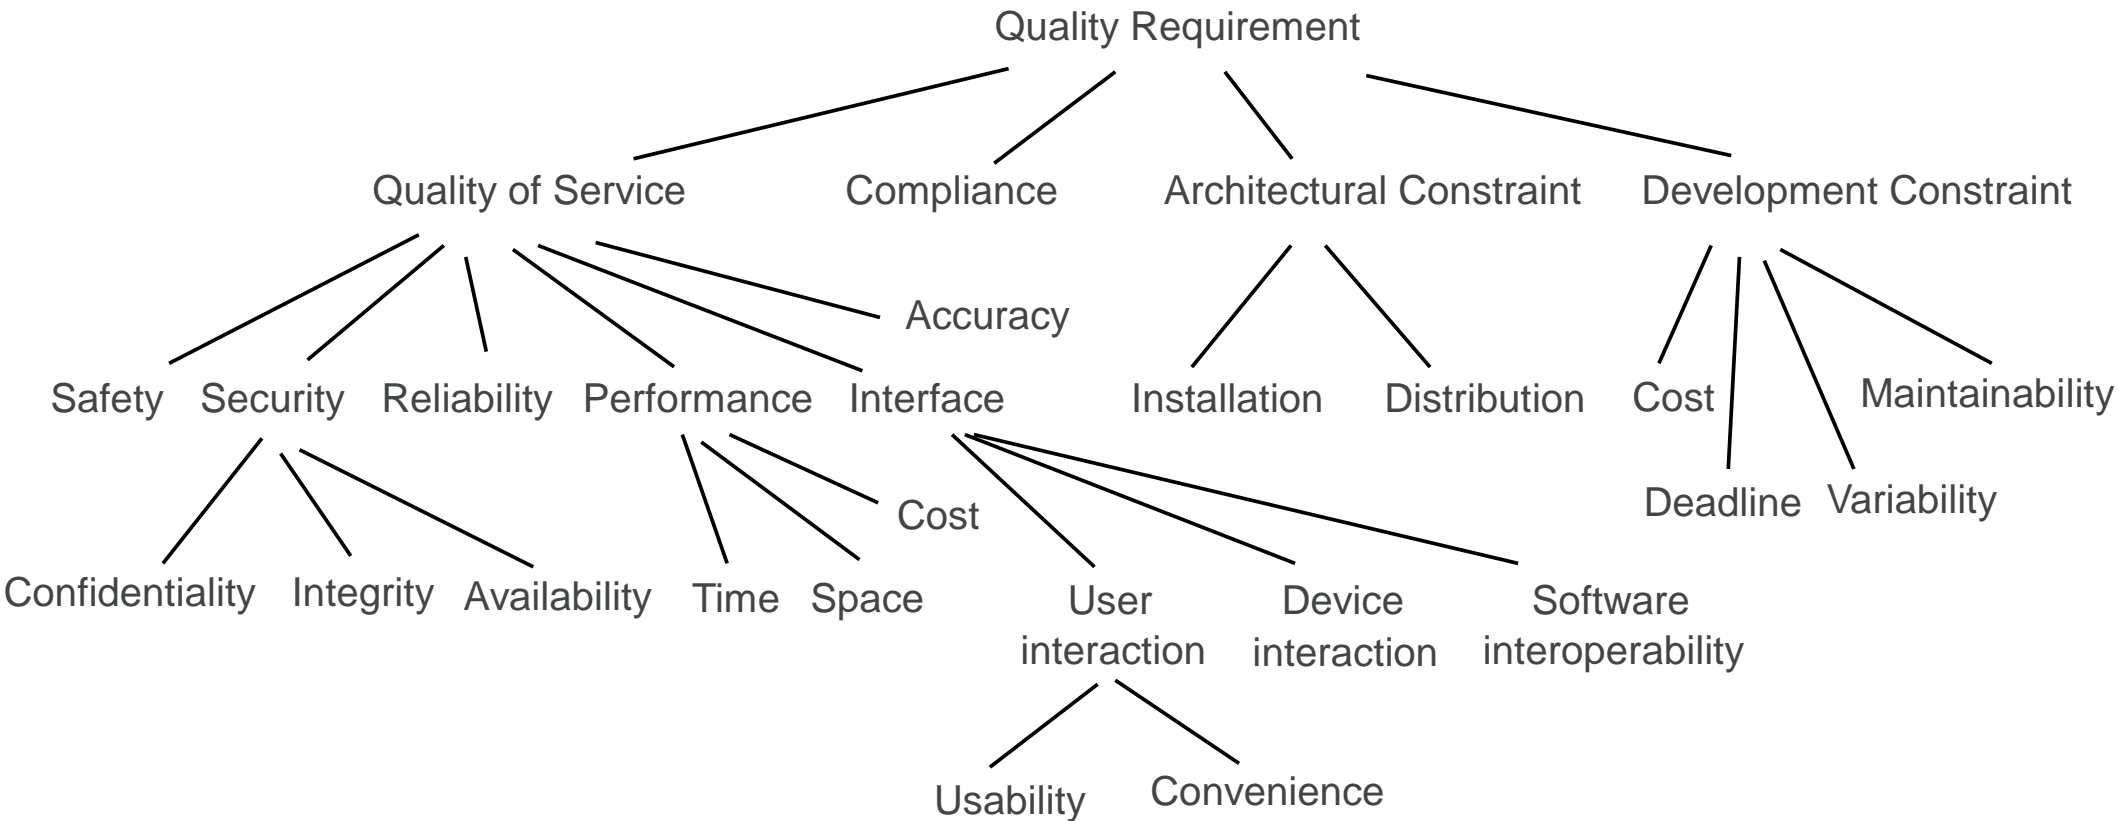 Quality Requirement
Quality of Service
Compliance
Architectural Constraint
Development Constraint
Accuracy
Safety
Security
Reliability
Performance
Interface
Installation
Distribution
Cost
Maintainability
Cost
Deadline
Variability
Confidentiality
Integrity
Availability
Time
Space
User
interaction
Device
interaction
Software
interoperability
Usability
Convenience